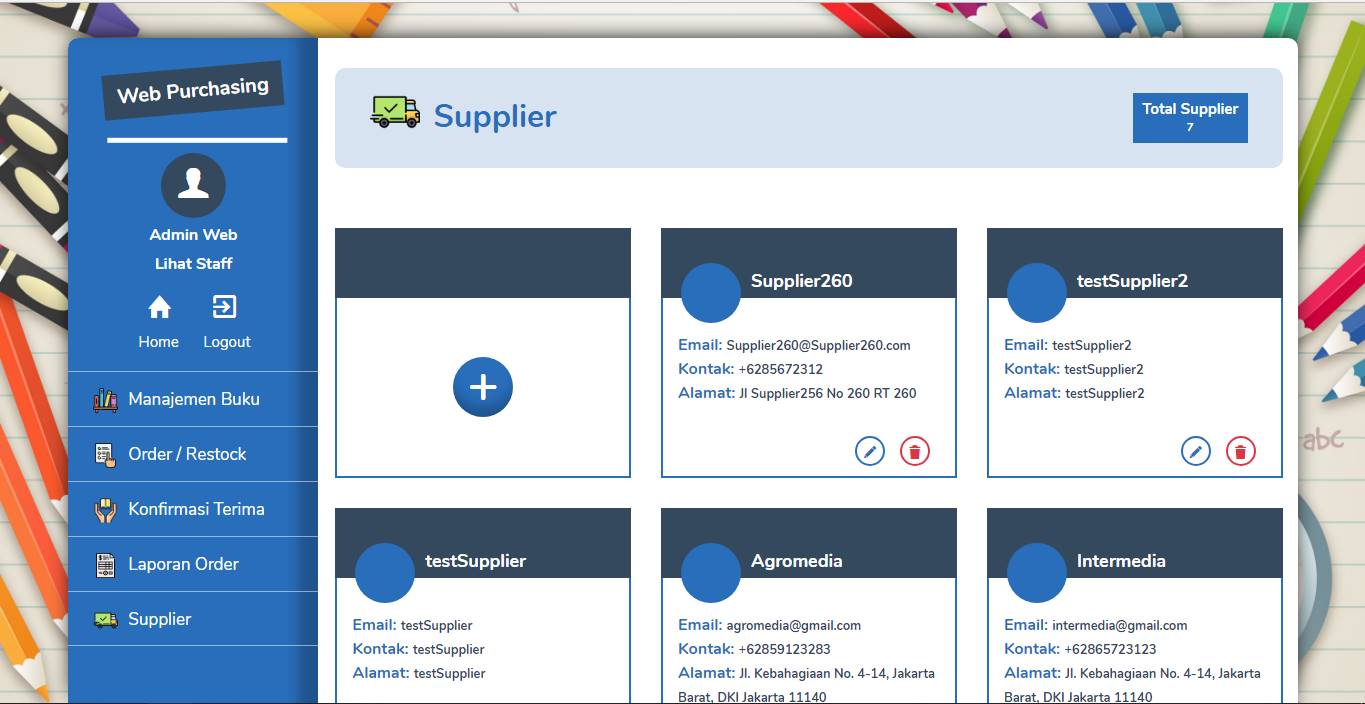 Web Purchasing
Admin Web
Lihat Staff
Home
Logout
Manajemen Buku
Order / Restock
Konfirmasi Terima
Laporan Order
Supplier
Supplier
Total Supplier
7
Supplier260
Email: Supplier260@Supplier260.com
Kontak: +6285672312
Alamat: Jl Supplier256 No 260 RT 260
testSupplier2
Email: testSupplier2
Kontak: testSupplier2
Alamat: testSupplier2
testSupplier
Email: testSupplier
Kontak: testSupplier
Alamat: testSupplier
Agromedia
Email: agromedia@gmail.com
Kontak: +62859123283
Alamat: Jl. Kebahagiaan No. 4-14, Jakarta
Barat, DKI Jakarta 11140
Intermedia
Email: intermedia@gmail.com
Kontak: +62865723123
Alamat: Jl. Kebahagiaan No. 4-14, Jakarta
Barat, DKI Jakarta 11140
abc